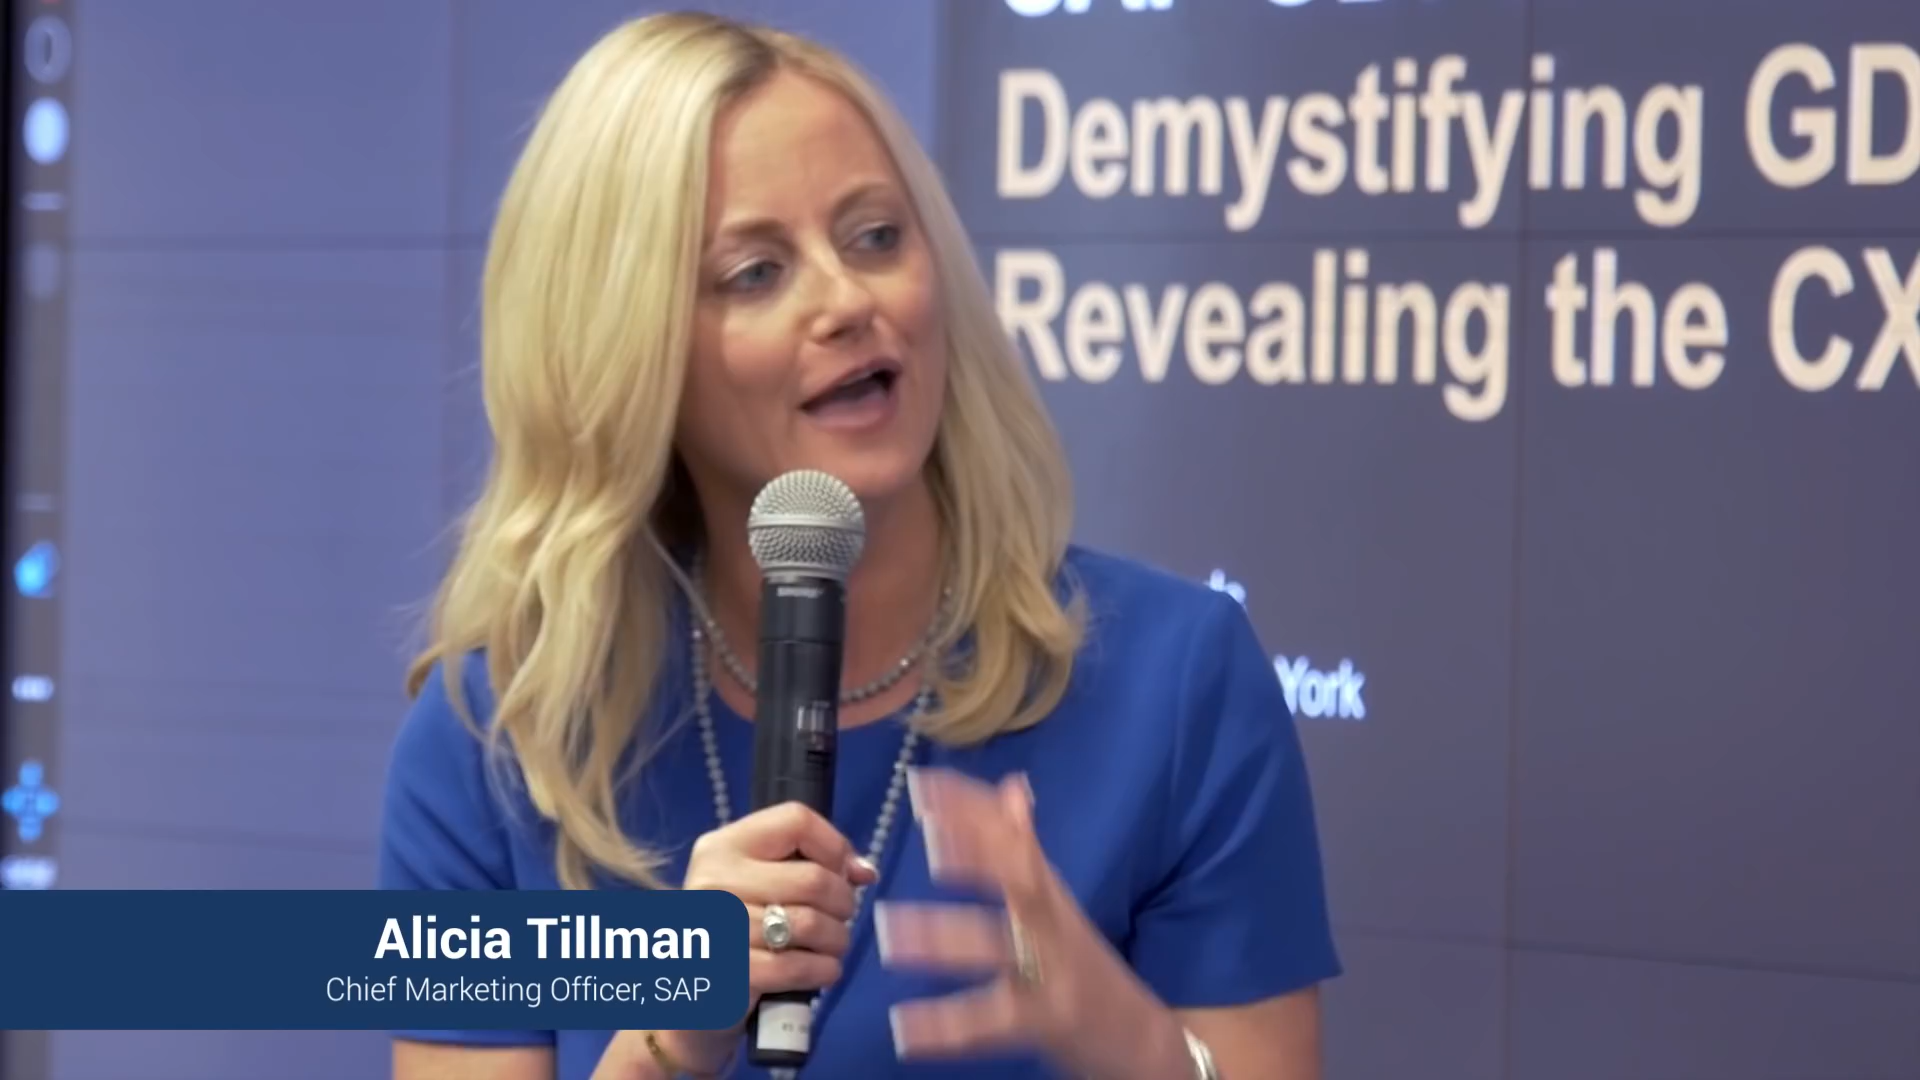 Demystifying GD
Revealing the CX
York
Alicia Tillman
Chief Marketing Officer, SAP